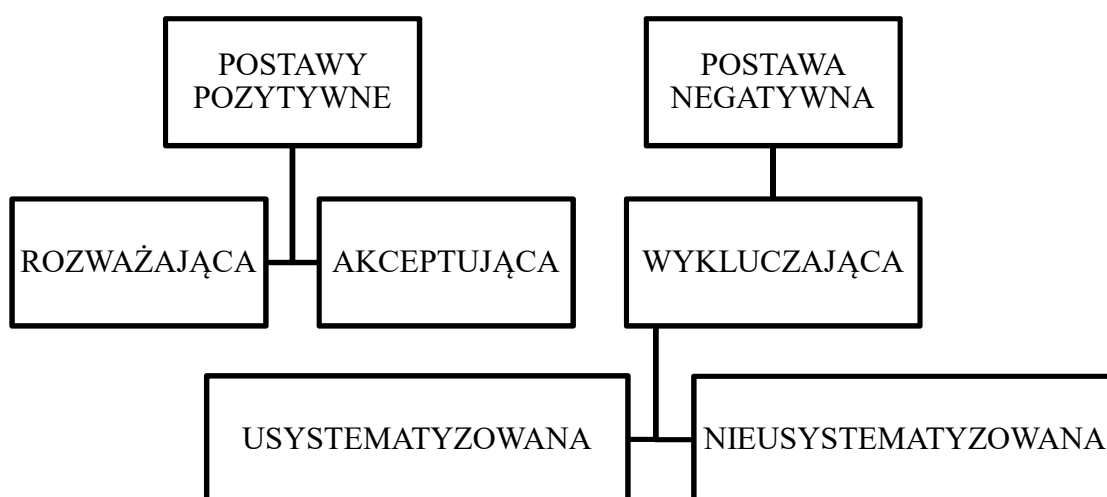 POSTAWY
POZYTYWNE
POSTAWA
NEGATYWNA
ROZWAŻAJĄCA
AKCEPTUJĄCA
WYKLUCZAJĄCA
USYSTEMATYZOWANA
NIEUSYSTEMATYZOWANA